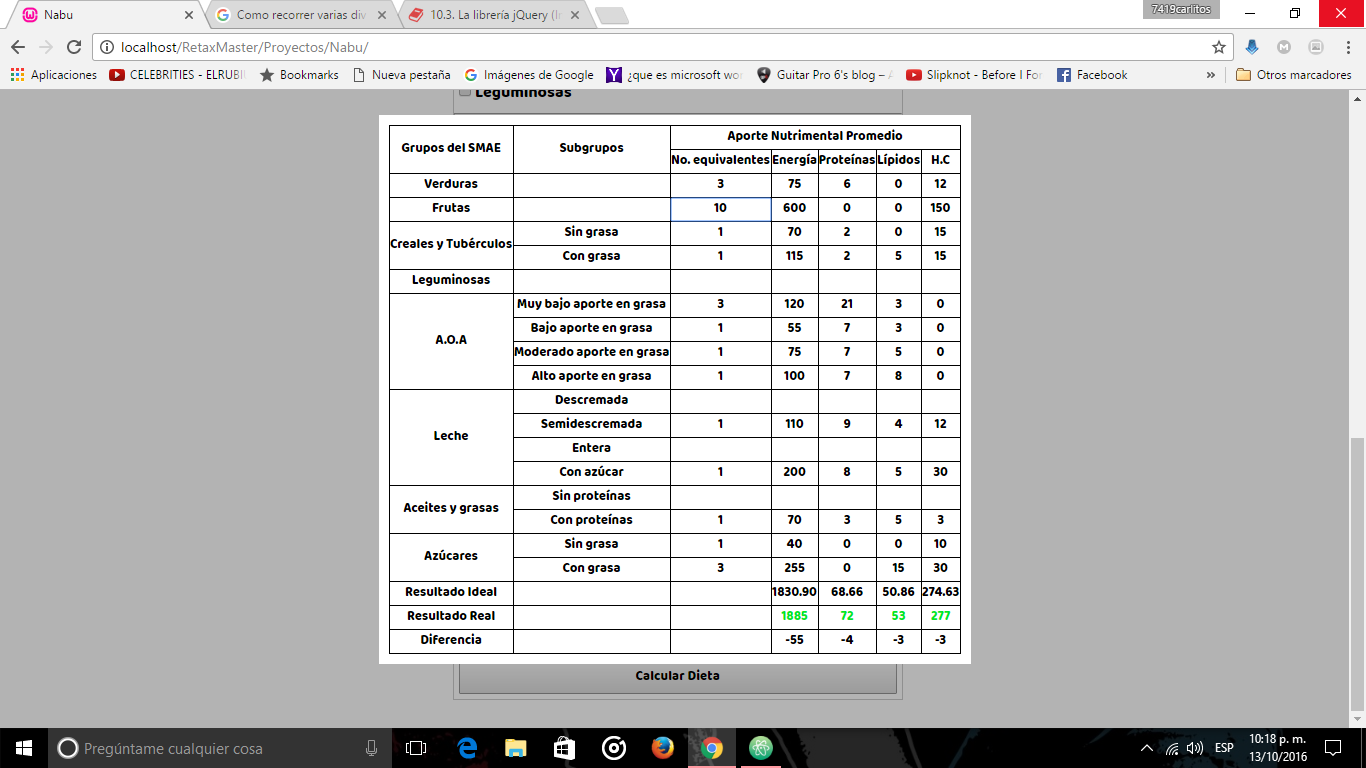 Nabu
Como recorrer varias div
10.3. La librería jQuery (In
7419carlitos
localhost/RetaxMaster/Proyectos/Nabu/
Aplicaciones CELEBRITIES - ELRUBI Bookmarks Nueva pestaña Imágenes de Google ¿que es microsoft wo Guitar Pro 6's blog – A Slipknot - Before I For Facebook » Otros marcadores
Leguminosas
Grupos del SMAE Subgrupos Aporte Nutrimental Promedio
No. equivalentes Energía Proteínas Lípidos H.C
Verduras 3 75 6 0 12
Frutas 10 600 0 0 150
Creales y Tubérculos Sin grasa 1 70 2 0 15
Con grasa 1 115 2 5 15
Leguminosas
A.O.A Muy bajo aporte en grasa 3 120 21 3 0
Bajo aporte en grasa 1 55 7 3 0
Moderado aporte en grasa 1 75 7 5 0
Alto aporte en grasa 1 100 7 8 0
Leche Descremada
Semidescremada 1 110 9 4 12
Entera
Con azúcar 1 200 8 5 30
Aceites y grasas Sin proteínas
Con proteínas 1 70 3 5 3
Azúcares Sin grasa 1 40 0 0 10
Con grasa 3 255 0 15 30
Resultado Ideal 1830.90 68.66 50.86 274.63
Resultado Real 1885 72 53 277
Diferencia -55 -4 -3 -3
Calcular Dieta
Pregúntame cualquier cosa
ESP
10:18 p. m.
13/10/2016